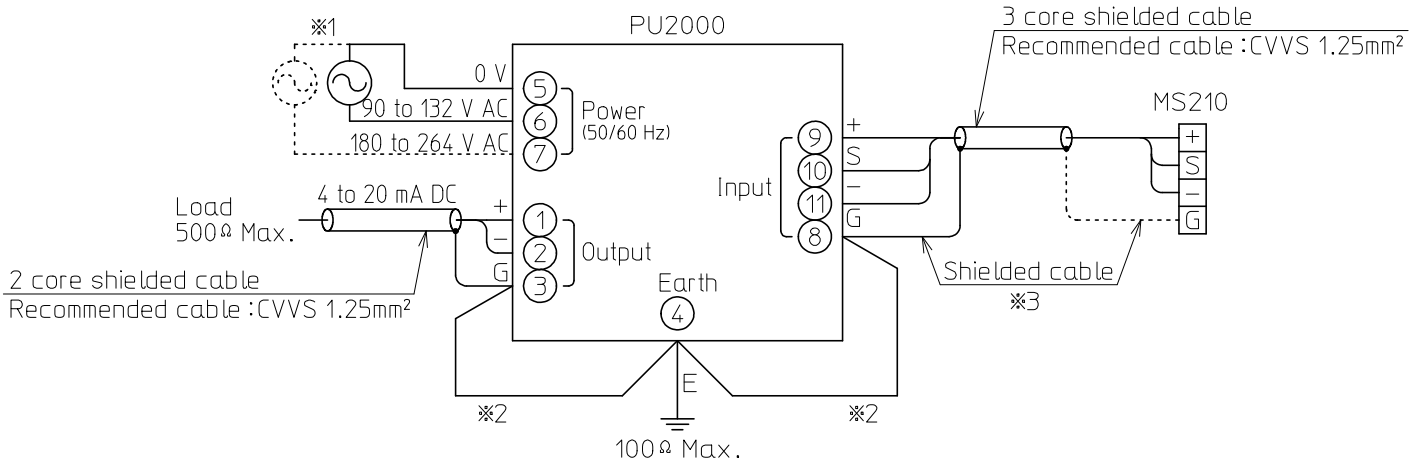 3 core shielded cable
Recommended cable :CVVS 1.25mm²
※1
PU2000
MS210
0 V
5
90 to 132 V AC
6
Power
(50/60 Hz)
180 to 264 V AC
7
9
+
+
10
S
S
Input
11
−
−
8
G
G
4 to 20 mA DC
Load
500Ω Max.
+
1
−
2
Output
G
3
2 core shielded cable
Recommended cable :CVVS 1.25mm²
Earth
4
Shielded cable
※3
E
※2
※2
100Ω Max.